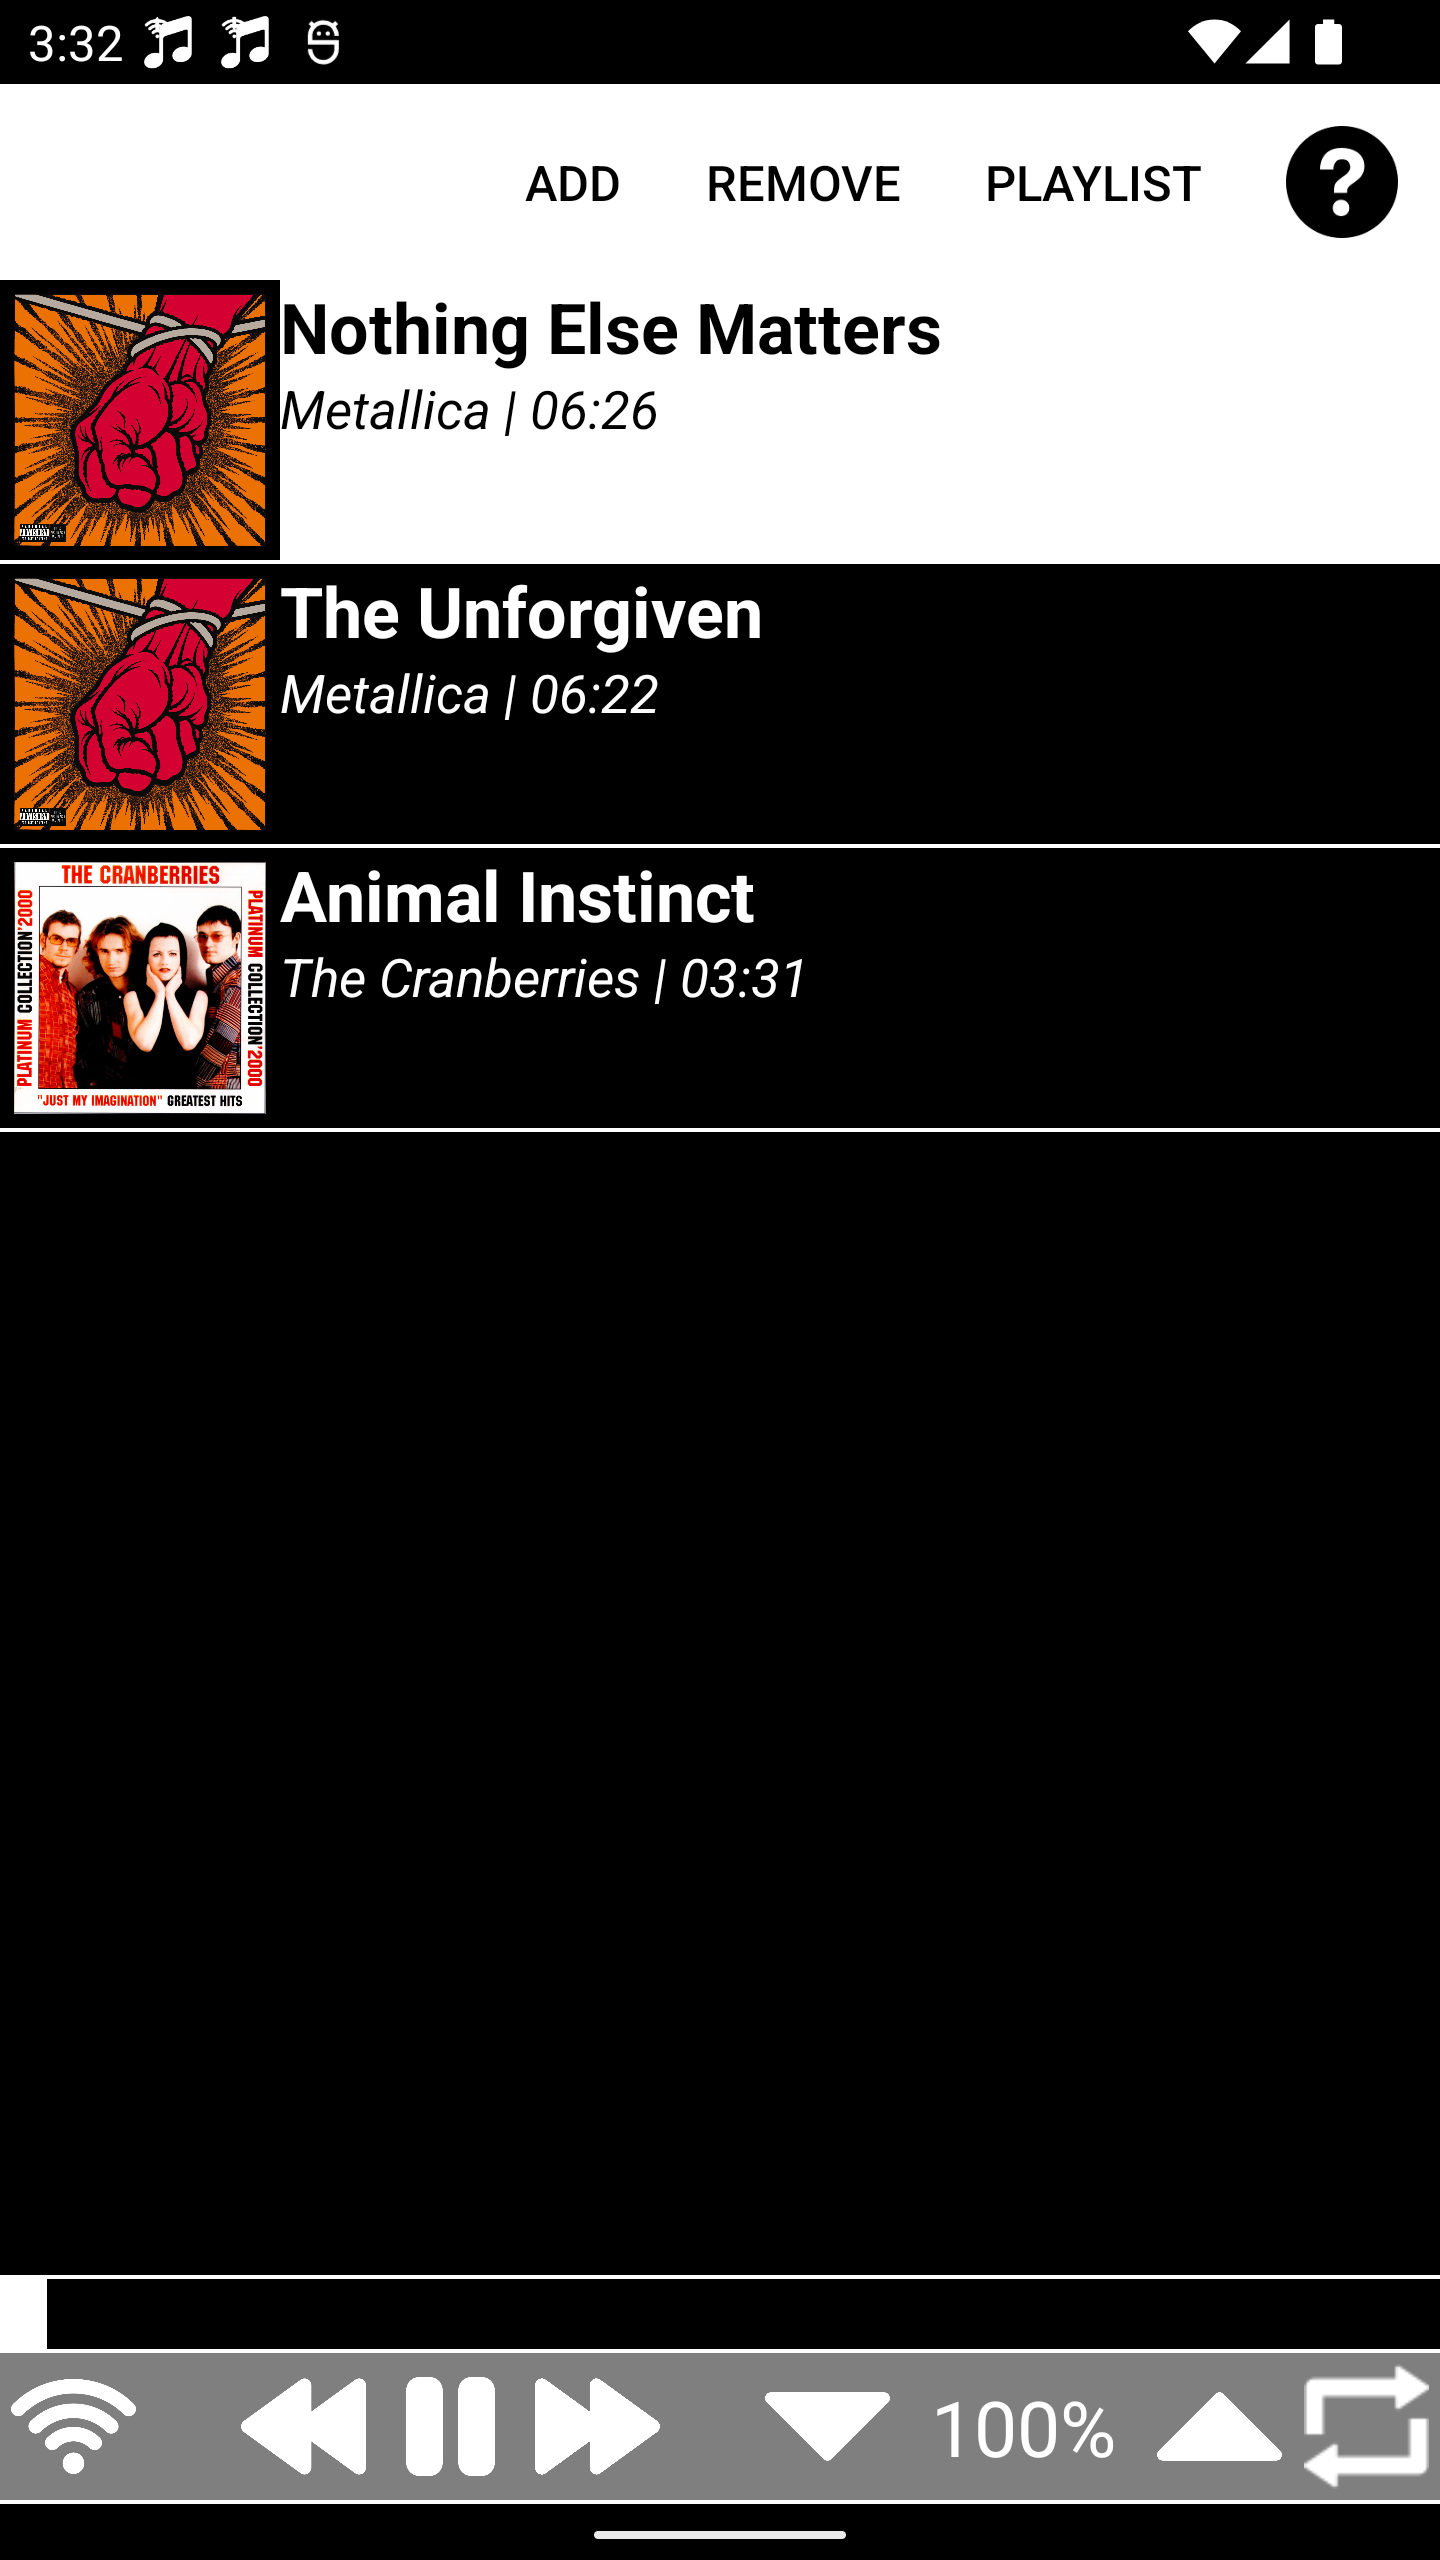 3:32
ADD REMOVE PLAYLIST ?
Nothing Else Matters
Metallica | 06:26
The Unforgiven
Metallica | 06:22
THE CRANBERRIES
PLATINUM COLLECTION'2000
PLATINUM COLLECTION'2000
"JUST MY IMAGINATION" GREATEST HITS
Animal Instinct
The Cranberries | 03:31
100%